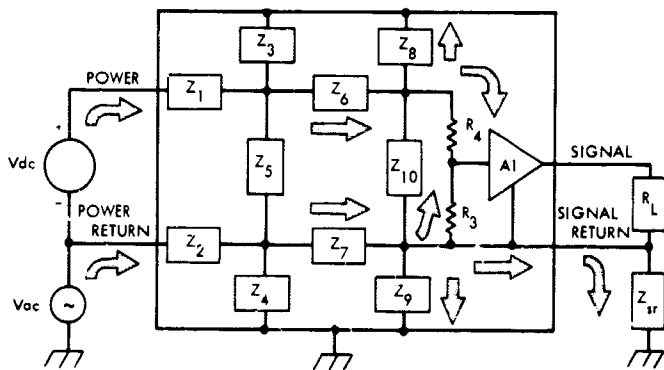 Z3
Z8
POWER
Z1
Z6
R4
+
Vdc
-
Z5
Z10
A1
SIGNAL
RL
POWER
RETURN
R3
SIGNAL
RETURN
Z2
Z7
Vac
~
Z4
Z9
Zsr